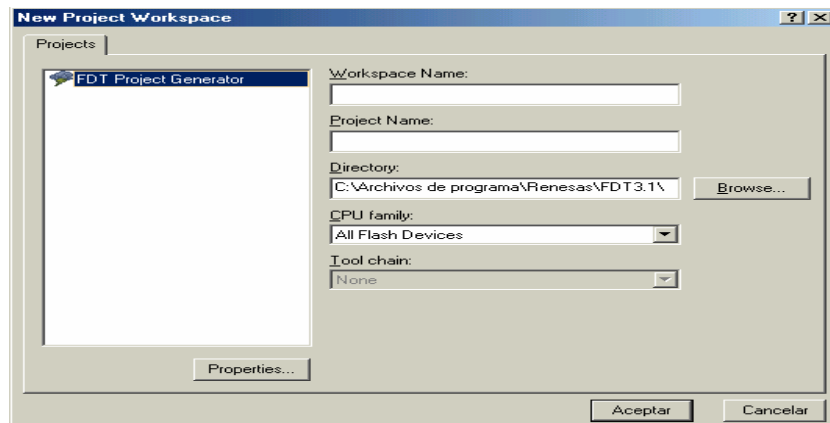 New Project Workspace
Projects
FDT Project Generator
Workspace Name:
Project Name:
Directory:
C:\Archivos de programa\Renesas\FDT3.1\
Browse...
CPU family:
All Flash Devices
Tool chain:
None
Properties...
Aceptar
Cancelar